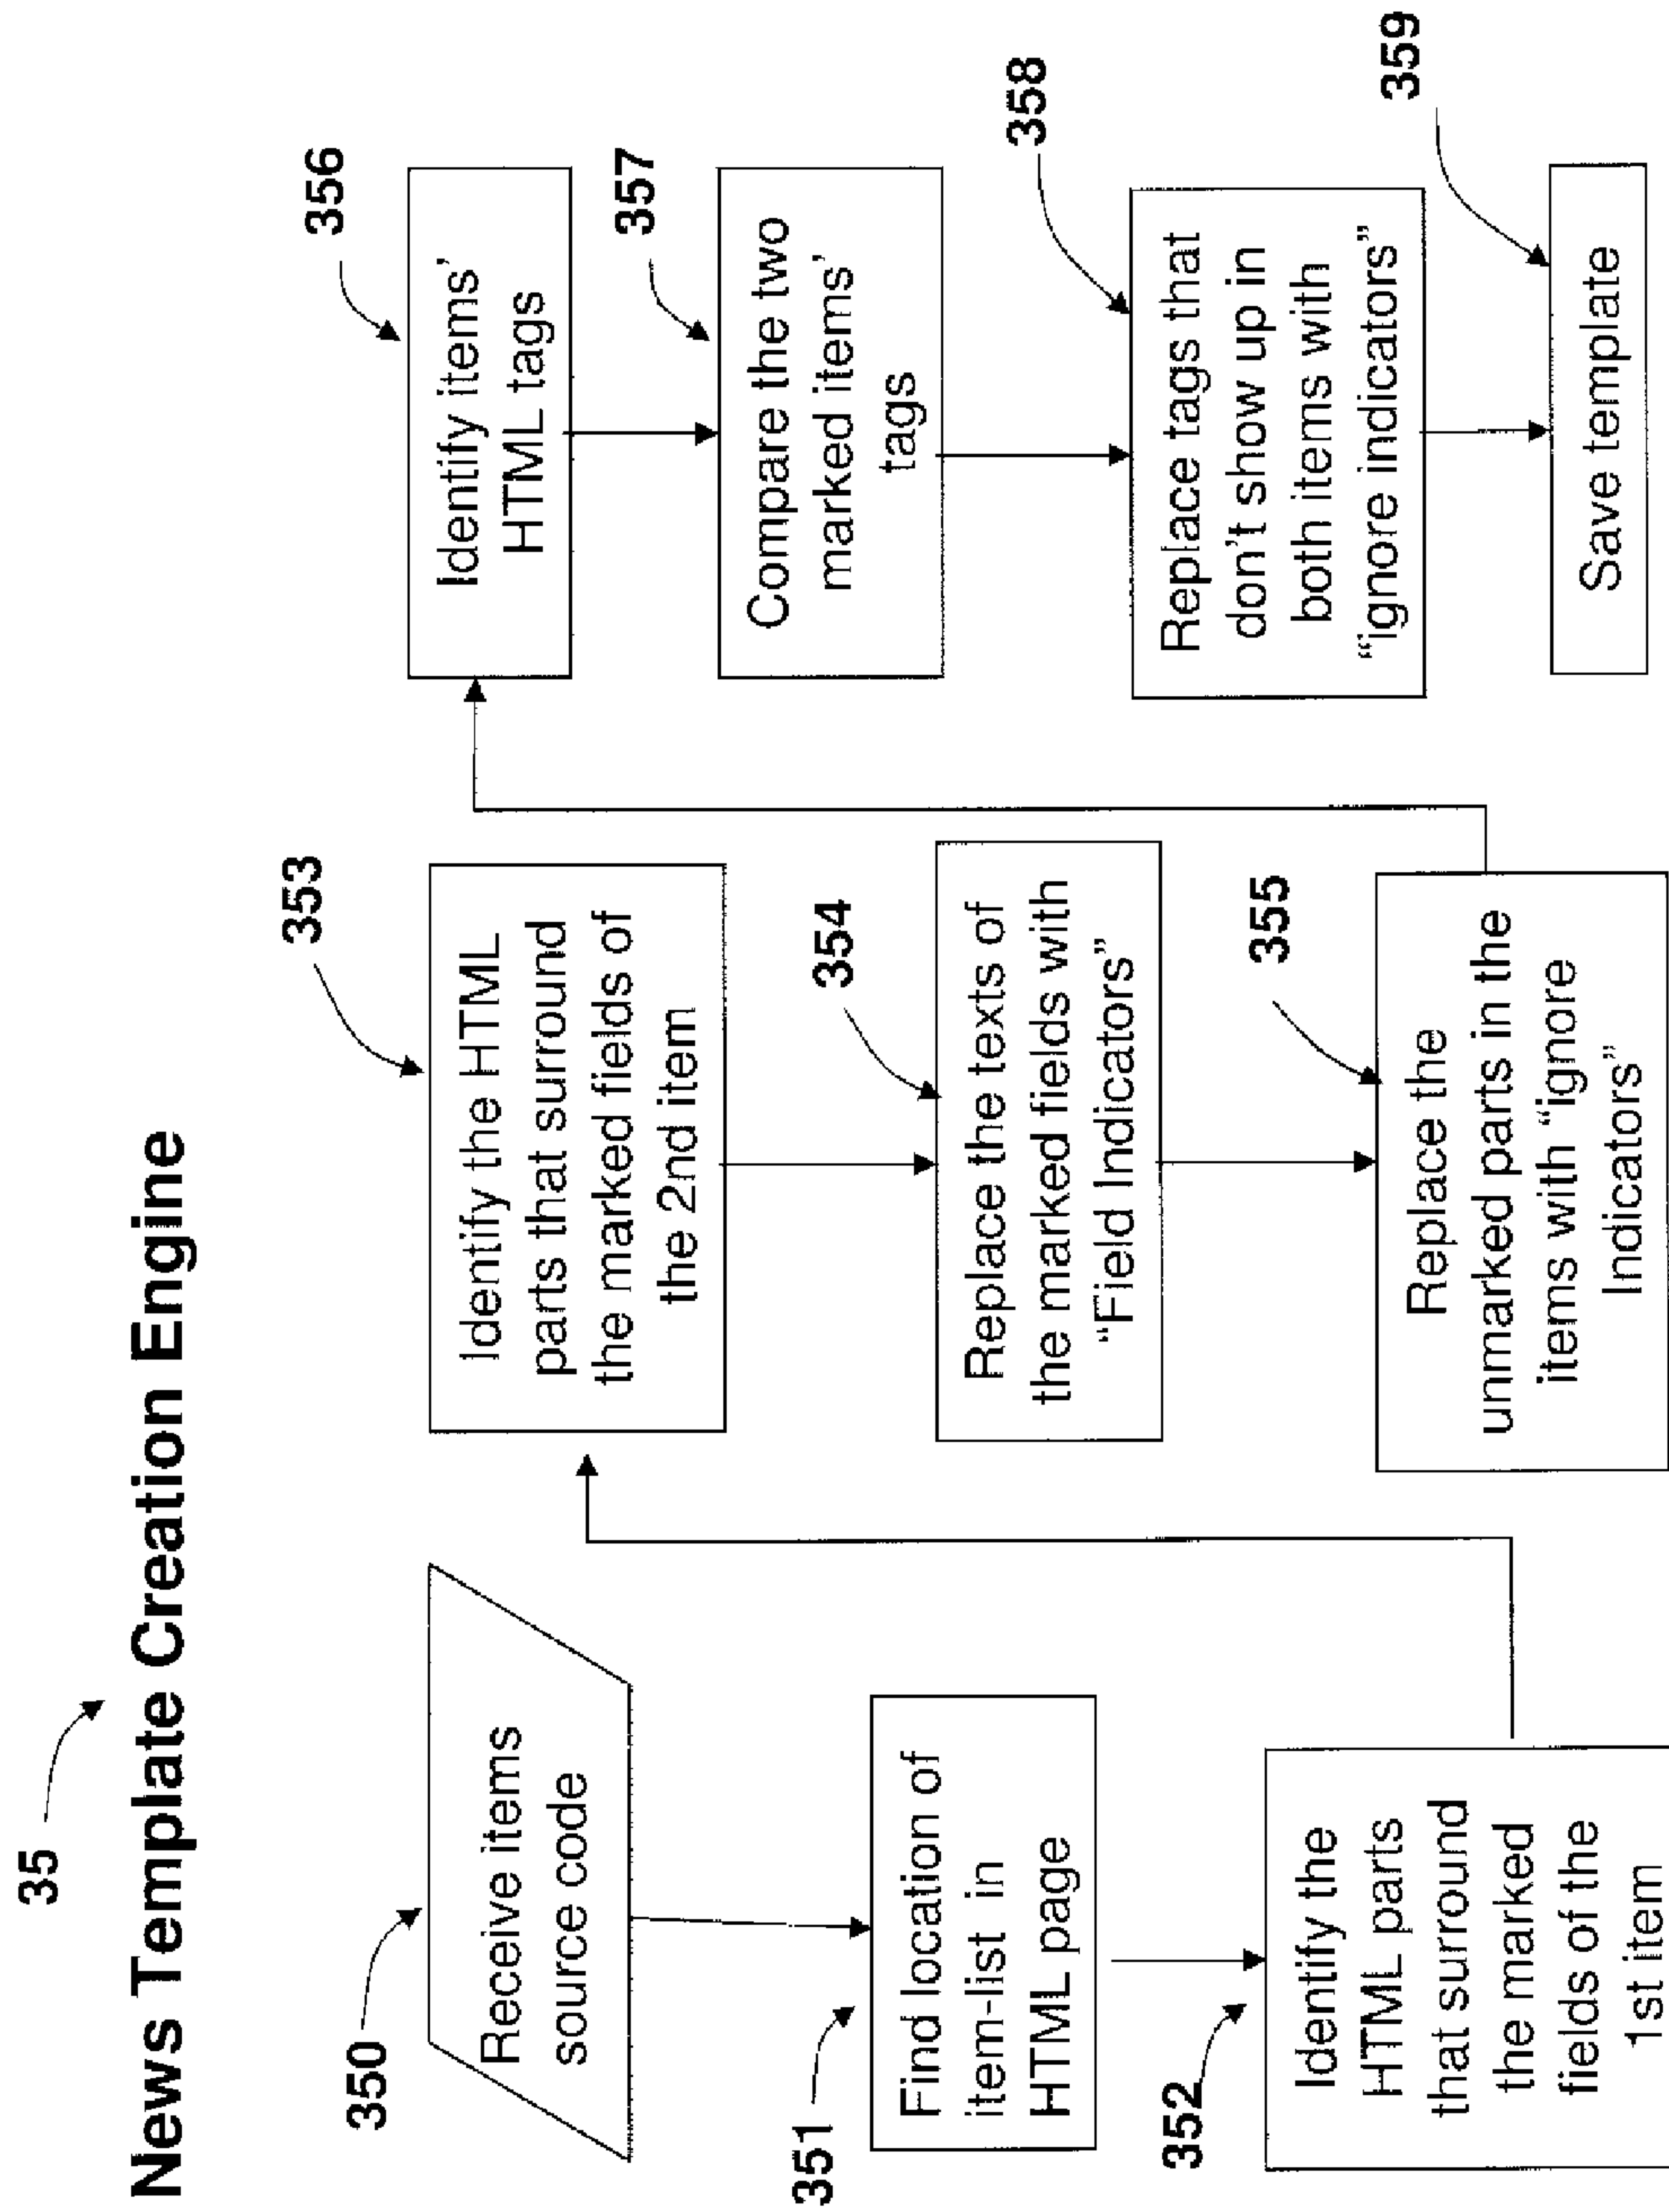 35
News Template Creation Engine
350
Receive items
source code
351
Find location of
item-list in
HTML page
352
Identify the
HTML parts
that surround
the marked
fields of the
1st item
353
Identify the HTML
parts that surround
the marked fields of
the 2nd item
354
Replace the texts of
the marked fields with
“Field Indicators”
355
Replace the
unmarked parts in the
items with “ignore
Indicators”
356
Identify items’
HTML tags
357
Compare the two
marked items’
tags
358
Replace tags that
don’t show up in
both items with
“ignore indicators”
359
Save template